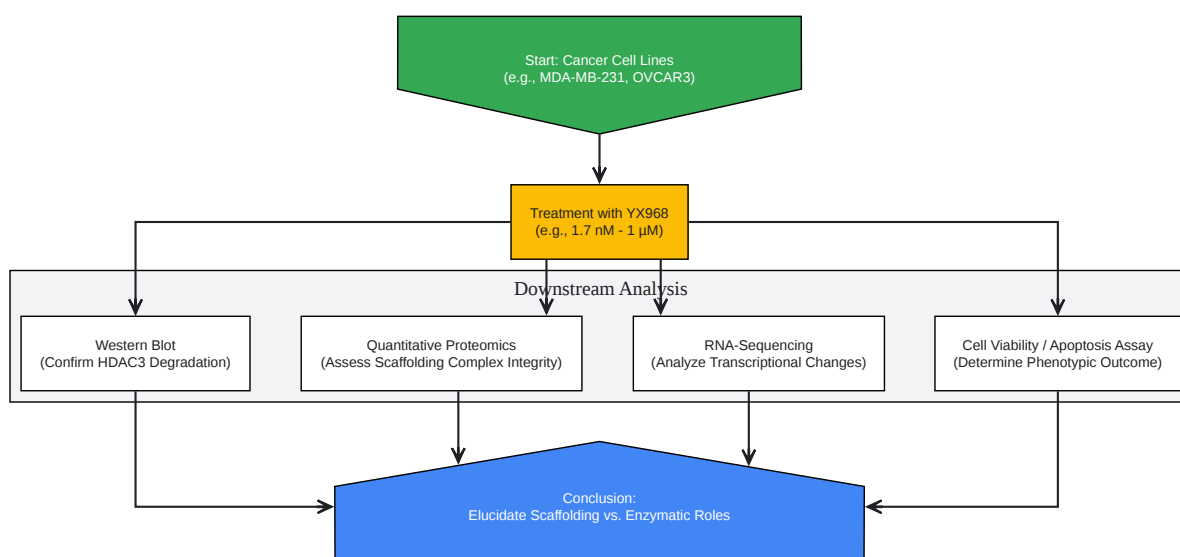 Start: Cancer Cell Lines
(e.g., MDA-MB-231, OVCAR3)
Treatment with YX968
(e.g., 1.7 nM - 1 µM)
Downstream Analysis
Western Blot
(Confirm HDAC3 Degradation)
Quantitative Proteomics
(Assess Scaffolding Complex Integrity)
RNA-Sequencing
(Analyze Transcriptional Changes)
Cell Viability / Apoptosis Assay
(Determine Phenotypic Outcome)
Conclusion:
Elucidate Scaffolding vs. Enzymatic Roles